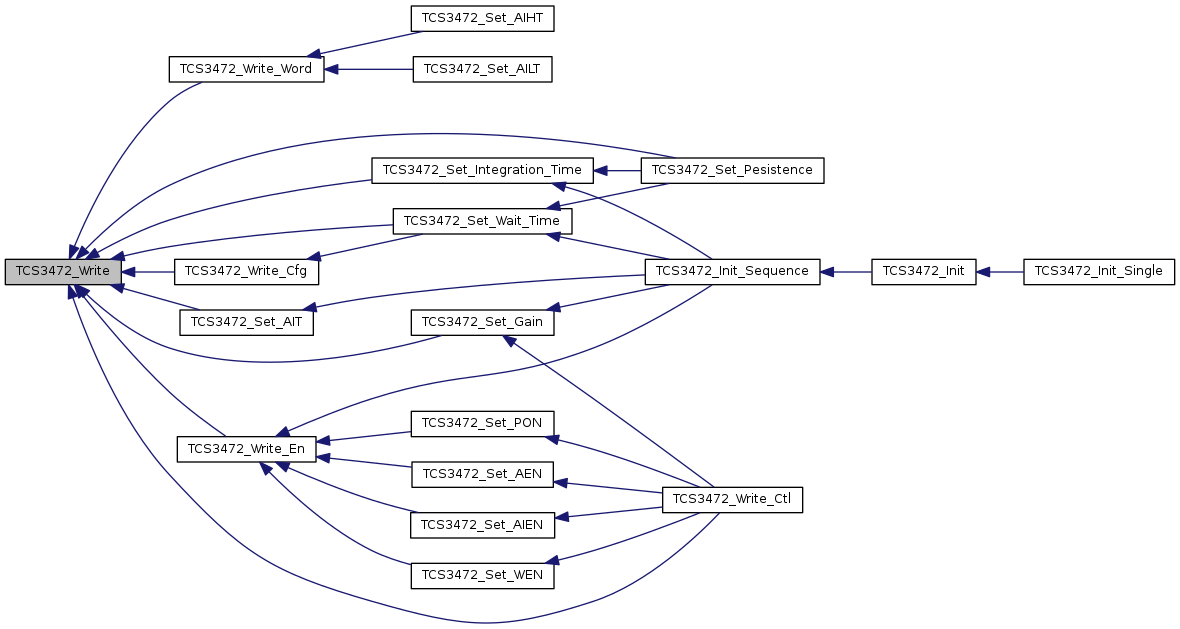 TCS3472_Set_AIHT
TCS3472_Write_Word
TCS3472_Set_AILT
TCS3472_Set_Integration_Time
TCS3472_Set_Pesistence
TCS3472_Set_Wait_Time
TCS3472_Write
TCS3472_Write_Cfg
TCS3472_Init_Sequence
TCS3472_Init
TCS3472_Init_Single
TCS3472_Set_AIT
TCS3472_Set_Gain
TCS3472_Set_PON
TCS3472_Write_En
TCS3472_Set_AEN
TCS3472_Write_Ctl
TCS3472_Set_AIEN
TCS3472_Set_WEN